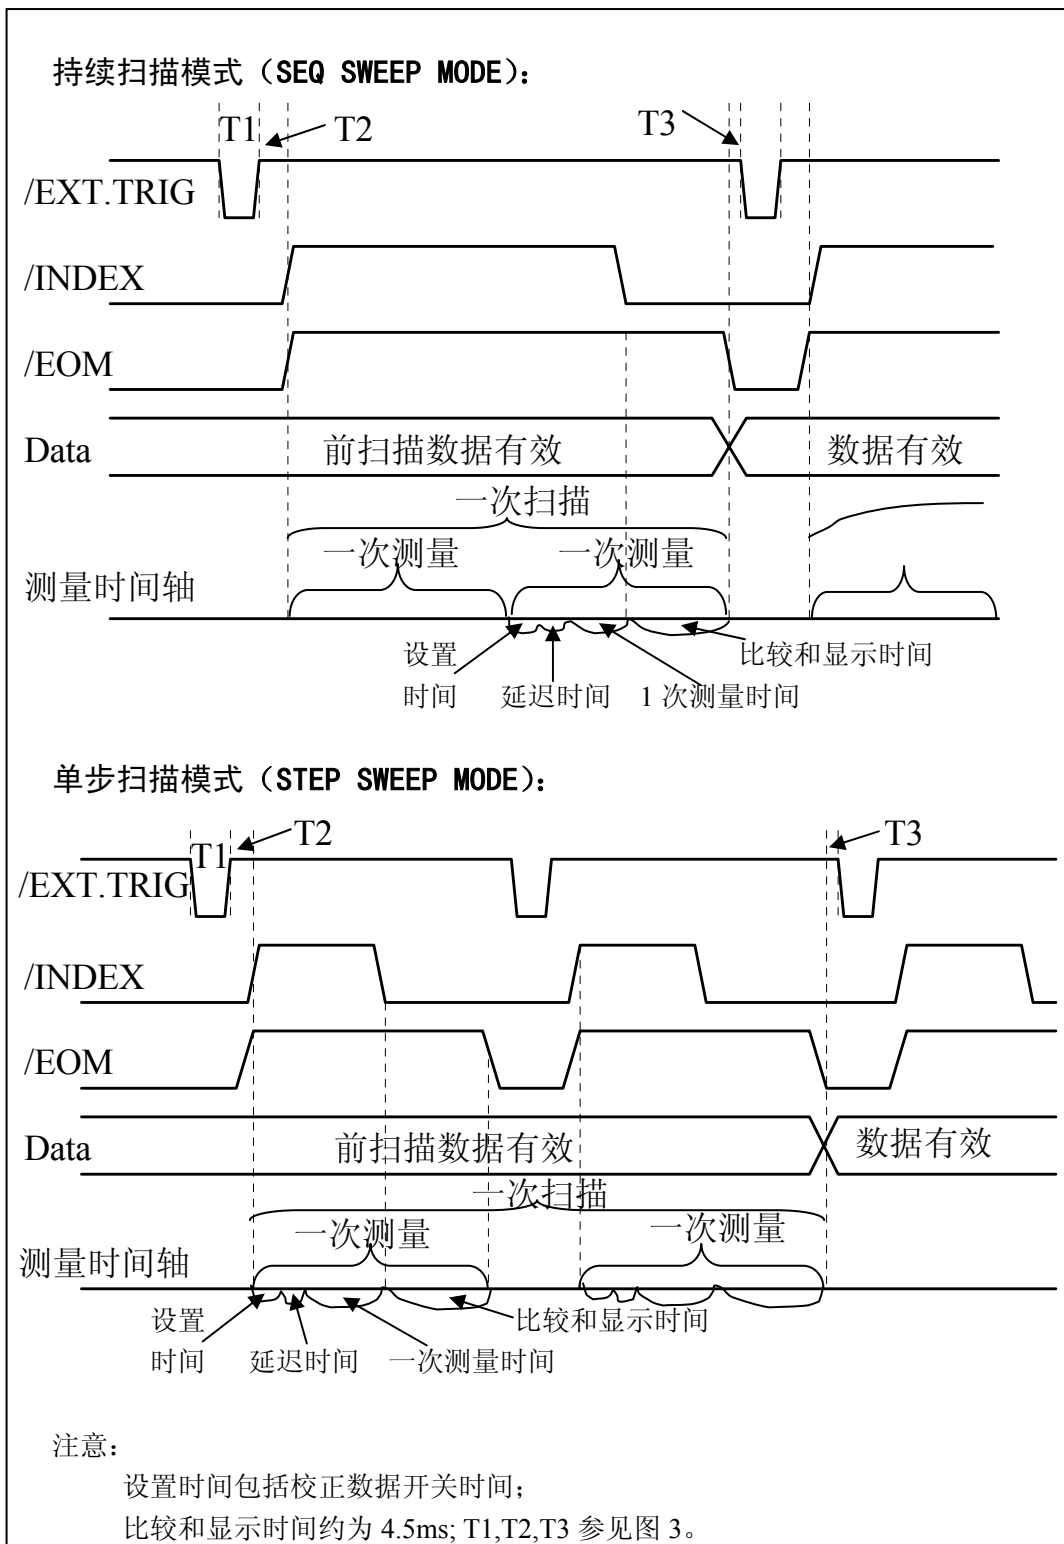 持续扫描模式（SEQ SWEEP MODE）：
T1 T2 T3
/EXT.TRIG
/INDEX
/EOM
Data 前扫描数据有效 数据有效
一次扫描
一次测量 一次测量
测量时间轴
设置 比较和显示时间
时间 延迟时间 1 次测量时间
单步扫描模式（STEP SWEEP MODE）：
T1 T2 T3
/EXT.TRIG
/INDEX
/EOM
Data 前扫描数据有效 数据有效
一次扫描
一次测量 一次测量
测量时间轴
设置 比较和显示时间
时间 延迟时间 一次测量时间
注意：
设置时间包括校正数据开关时间；
比较和显示时间约为 4.5ms; T1,T2,T3 参见图 3。